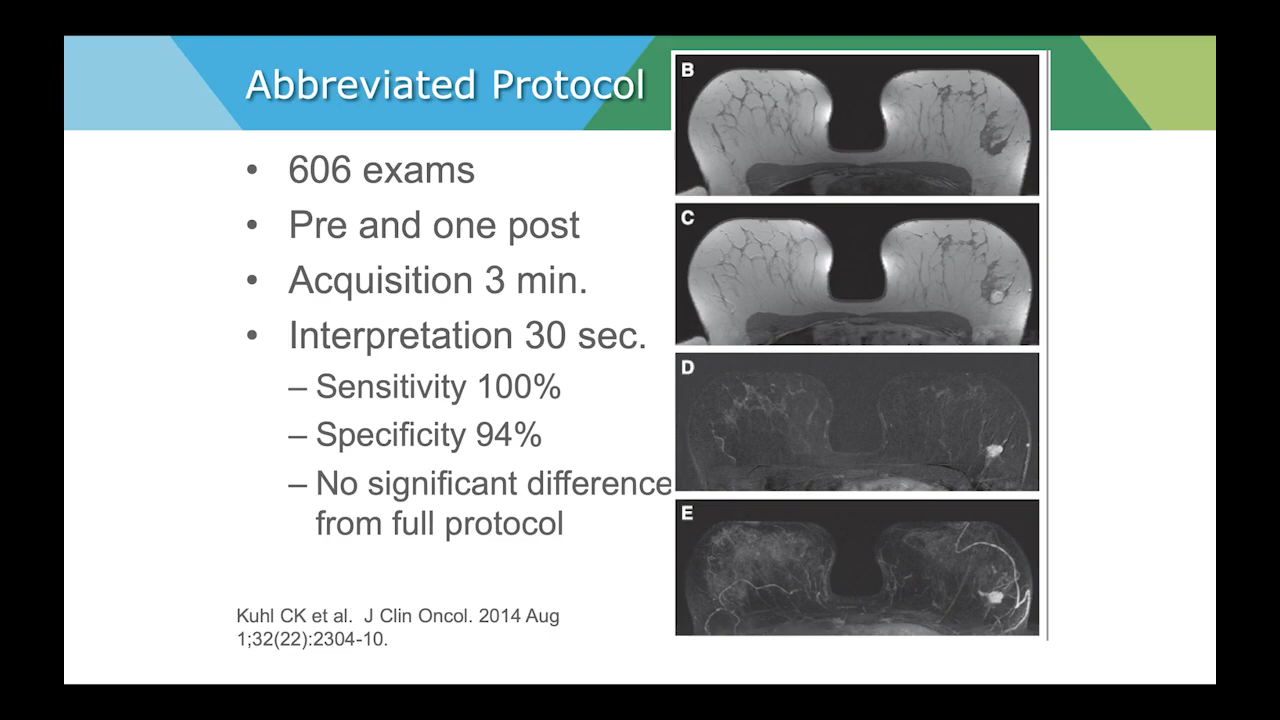 Abbreviated Protocol
• 606 exams
• Pre and one post
• Acquisition 3 min.
• Interpretation 30 sec.
– Sensitivity 100%
– Specificity 94%
– No significant difference
from full protocol
Kuhl CK et al. J Clin Oncol. 2014 Aug
1;32(22):2304-10.
B
C
D
E